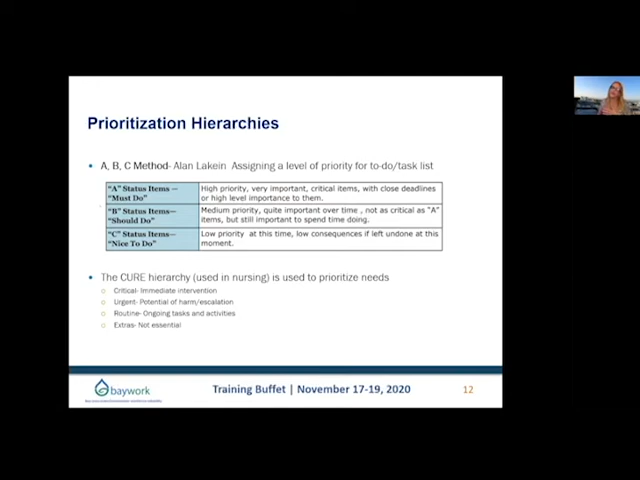 Prioritization Hierarchies
• A, B, C Method- Alan Lakein Assigning a level of priority for to-do/task list
"A" Status Items — "Must Do"
High priority, very important, critical items, with close deadlines or high level importance to them.
"B" Status Items— "Should Do"
Medium priority, quite important over time , not as critical as "A" items, but still important to spend time doing.
"C" Status Items— "Nice To Do"
Low priority at this time, low consequences if left undone at this moment.
• The CURE hierarchy (used in nursing) is used to prioritize needs
o Critical- Immediate intervention
o Urgent- Potential of harm/escalation
o Routine- Ongoing tasks and activities
o Extras- Not essential
baywork
Training Buffet | November 17-19, 2020
12